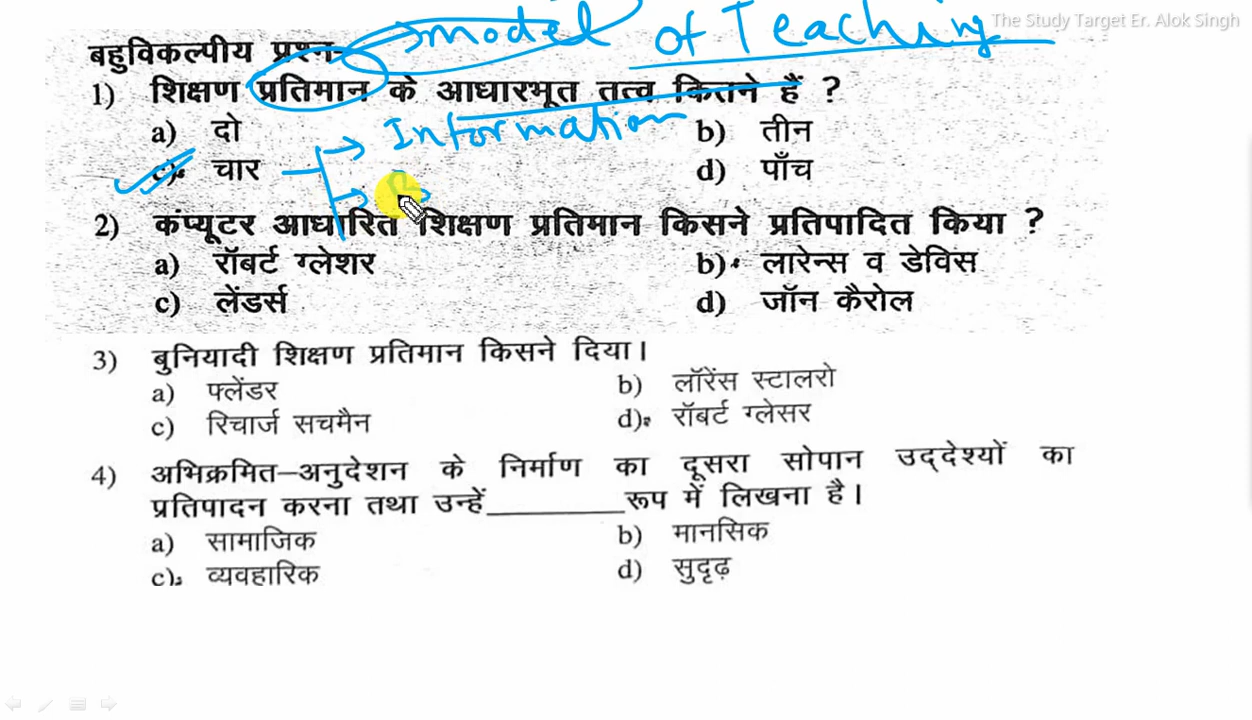 model of Teaching
The Study Target Er. Alok Singh
बहुविकल्पीय प्रश्न
1) शिक्षण प्रतिमान के आधारभूत तत्व कितने हैं ?
a) दो b) तीन
Information
c) चार d) पाँच
2) कंप्यूटर आधारित शिक्षण प्रतिमान किसने प्रतिपादित किया ?
a) रॉबर्ट ग्लेशर b) लारेन्स व डेविस
c) लेंडर्स d) जॉन कैरोल
3) बुनियादी शिक्षण प्रतिमान किसने दिया।
a) फ्लेंडर b) लॉरेंस स्टालरो
c) रिचार्ज सचमैन d) रॉबर्ट ग्लेसर
4) अभिक्रमित–अनुदेशन के निर्माण का दूसरा सोपान उद्देश्यों का
प्रतिपादन करना तथा उन्हें_________रूप में लिखना है।
a) सामाजिक b) मानसिक
c) व्यवहारिक d) सुदृढ़